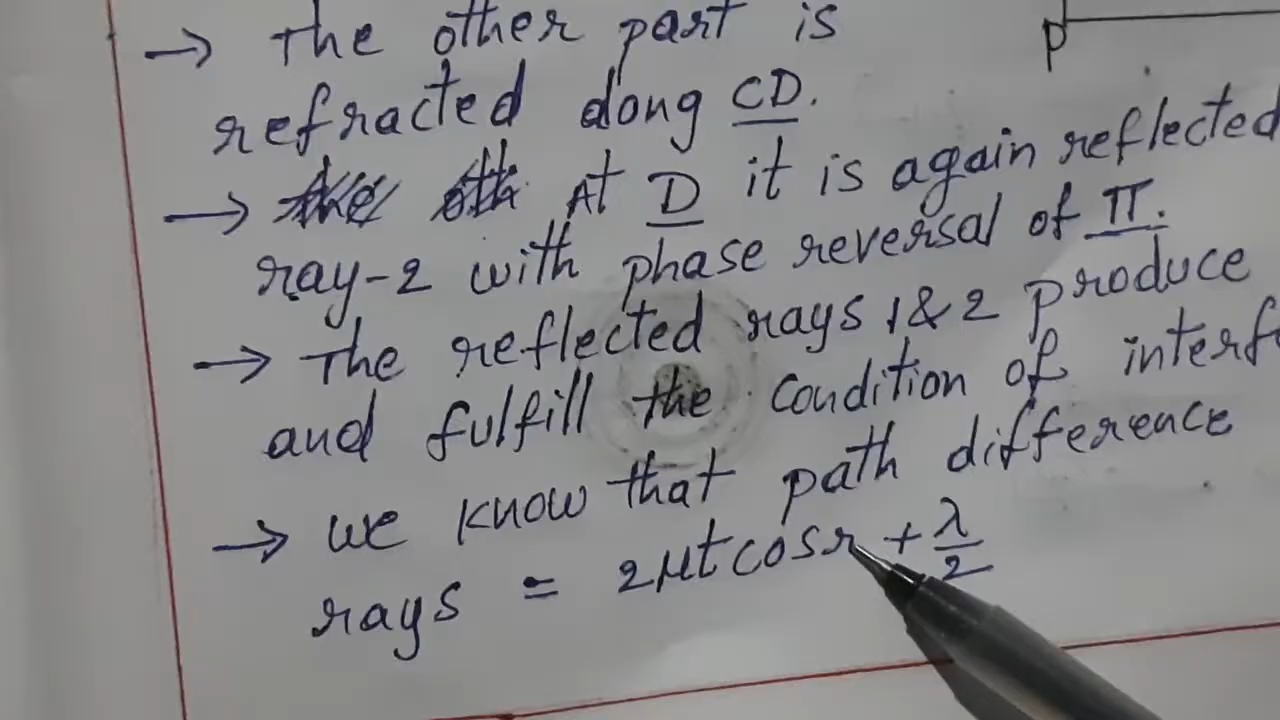 → The other part is
P
refracted along CD.
→ At D it is again reflected
ray-2 with phase reversal of π.
→ The reflected rays 1 & 2 produce
and fulfill the condition of interf
→ we know that path difference
rays = 2μt cosr + λ/2